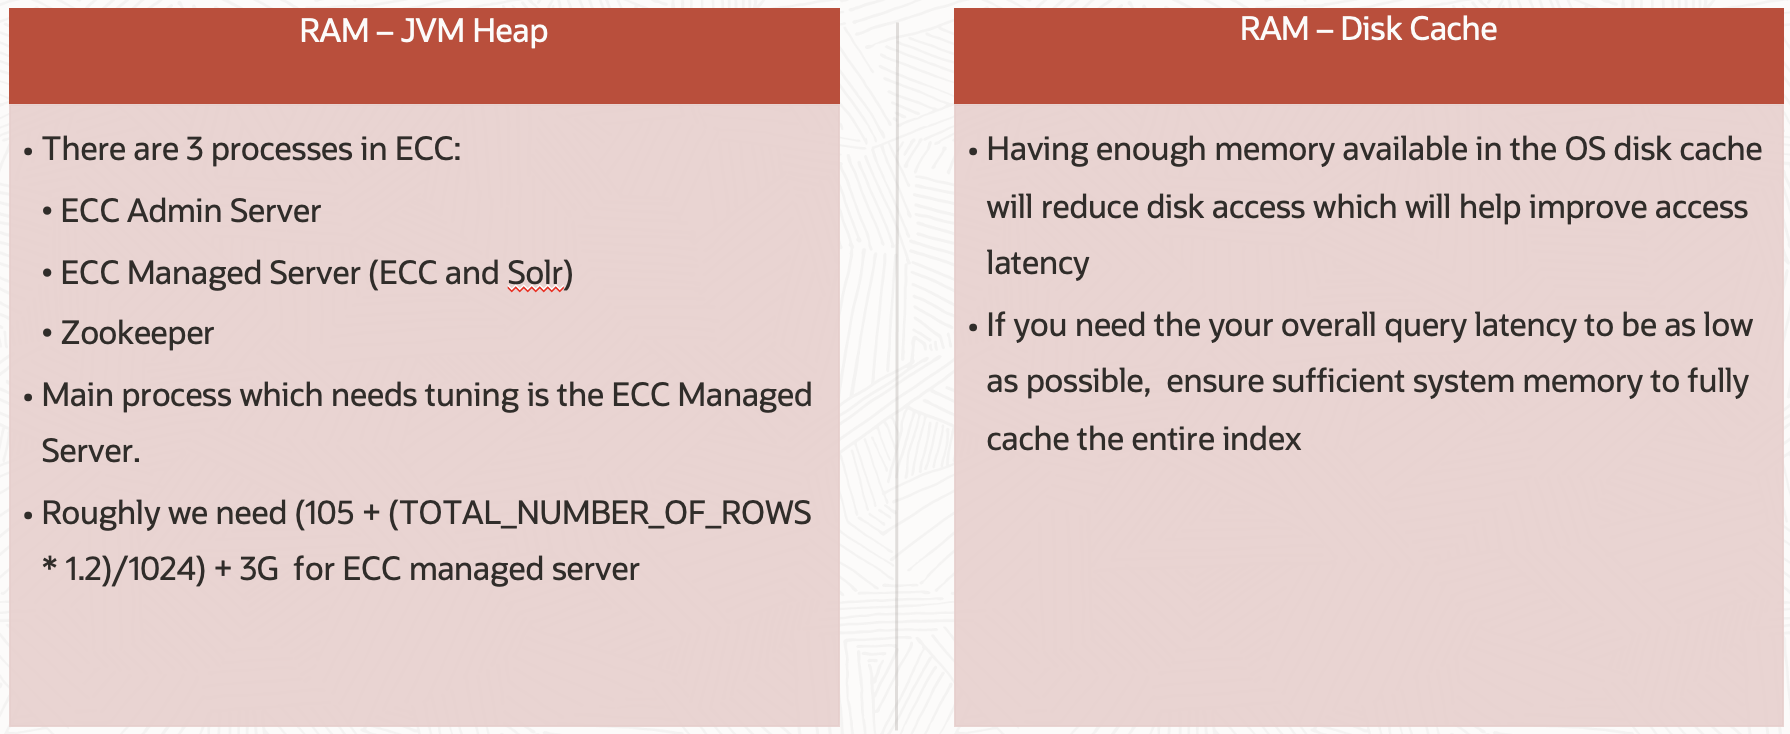 RAM – JVM Heap
• There are 3 processes in ECC:
• ECC Admin Server
• ECC Managed Server (ECC and Solr)
• Zookeeper
• Main process which needs tuning is the ECC Managed
Server.
• Roughly we need (105 + (TOTAL_NUMBER_OF_ROWS
* 1.2)/1024) + 3G  for ECC managed server
RAM – Disk Cache
• Having enough memory available in the OS disk cache
will reduce disk access which will help improve access
latency
• If you need the your overall query latency to be as low
as possible,  ensure sufficient system memory to fully
cache the entire index